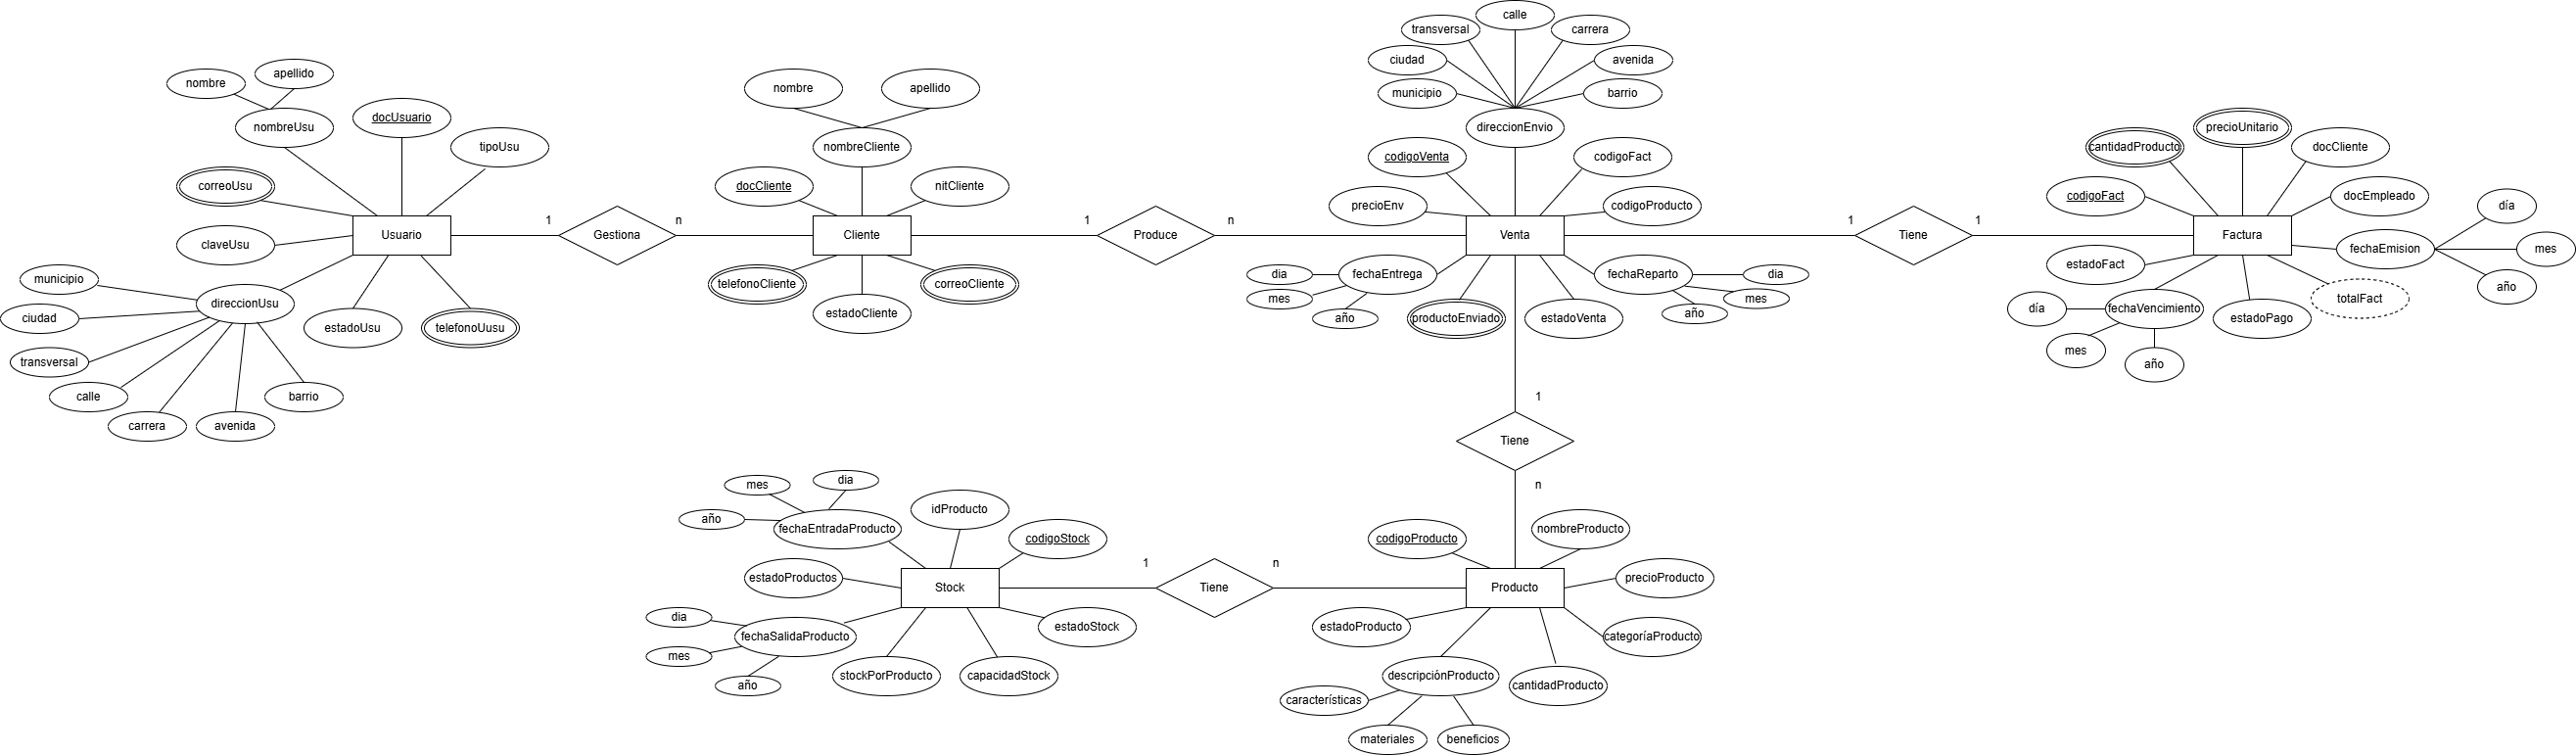 nombre
apellido
nombreUsu
docUsuario
tipoUsu
correoUsu
claveUsu
Usuario
municipio
direccionUsu
ciudad
transversal
calle
carrera
avenida
barrio
estadoUsu
telefonoUusu
1
Gestiona
n
nombre
apellido
nombreCliente
docCliente
nitCliente
Cliente
telefonoCliente
estadoCliente
correoCliente
1
Produce
n
calle
transversal
carrera
ciudad
avenida
municipio
barrio
direccionEnvio
codigoVenta
codigoFact
precioEnv
codigoProducto
Venta
dia
mes
año
fechaEntrega
productoEnviado
estadoVenta
fechaReparto
dia
mes
año
1
Tiene
1
precioUnitario
cantidadProducto
docCliente
codigoFact
docEmpleado
Factura
fechaEmision
día
mes
año
estadoFact
totalFact
fechaVencimiento
día
mes
año
estadoPago
1
Tiene
n
mes
dia
año
fechaEntradaProducto
idProducto
codigoStock
estadoProductos
Stock
dia
mes
año
fechaSalidaProducto
stockPorProducto
capacidadStock
estadoStock
1
Tiene
n
codigoProducto
nombreProducto
precioProducto
Producto
estadoProducto
categoríaProducto
descripciónProducto
cantidadProducto
características
materiales
beneficios